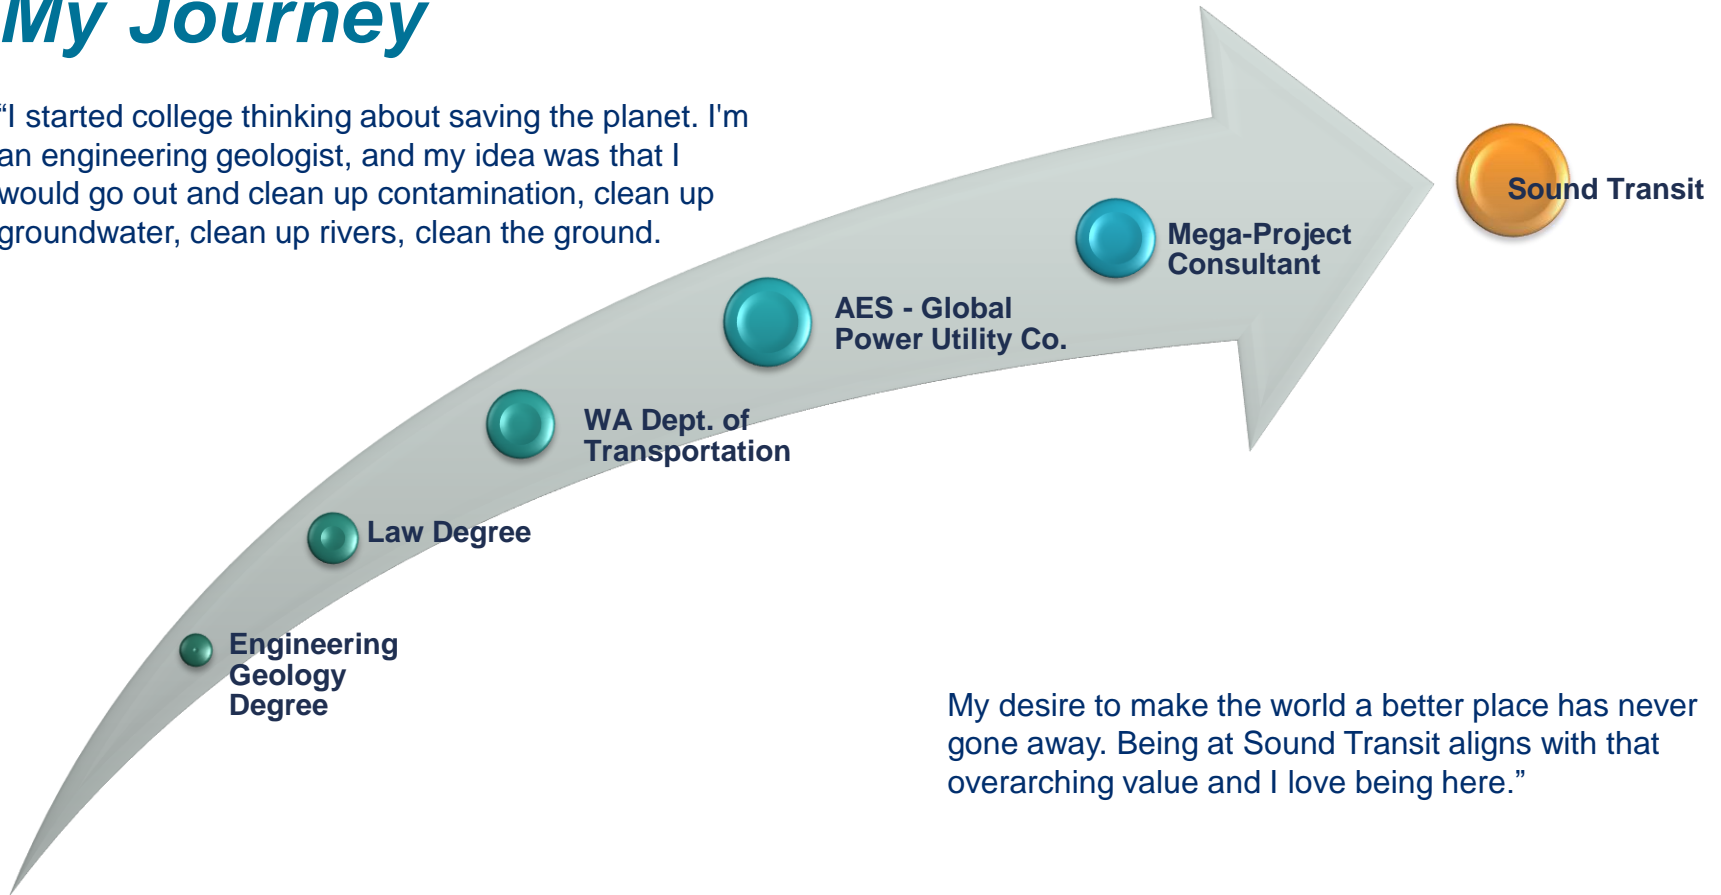 My Journey
“I started college thinking about saving the planet. I'm
an engineering geologist, and my idea was that I
would go out and clean up contamination, clean up
groundwater, clean up rivers, clean the ground.
Sound Transit
Mega-Project
Consultant
AES - Global
Power Utility Co.
WA Dept. of
Transportation
Law Degree
Engineering
Geology
Degree
My desire to make the world a better place has never
gone away. Being at Sound Transit aligns with that
overarching value and I love being here.”